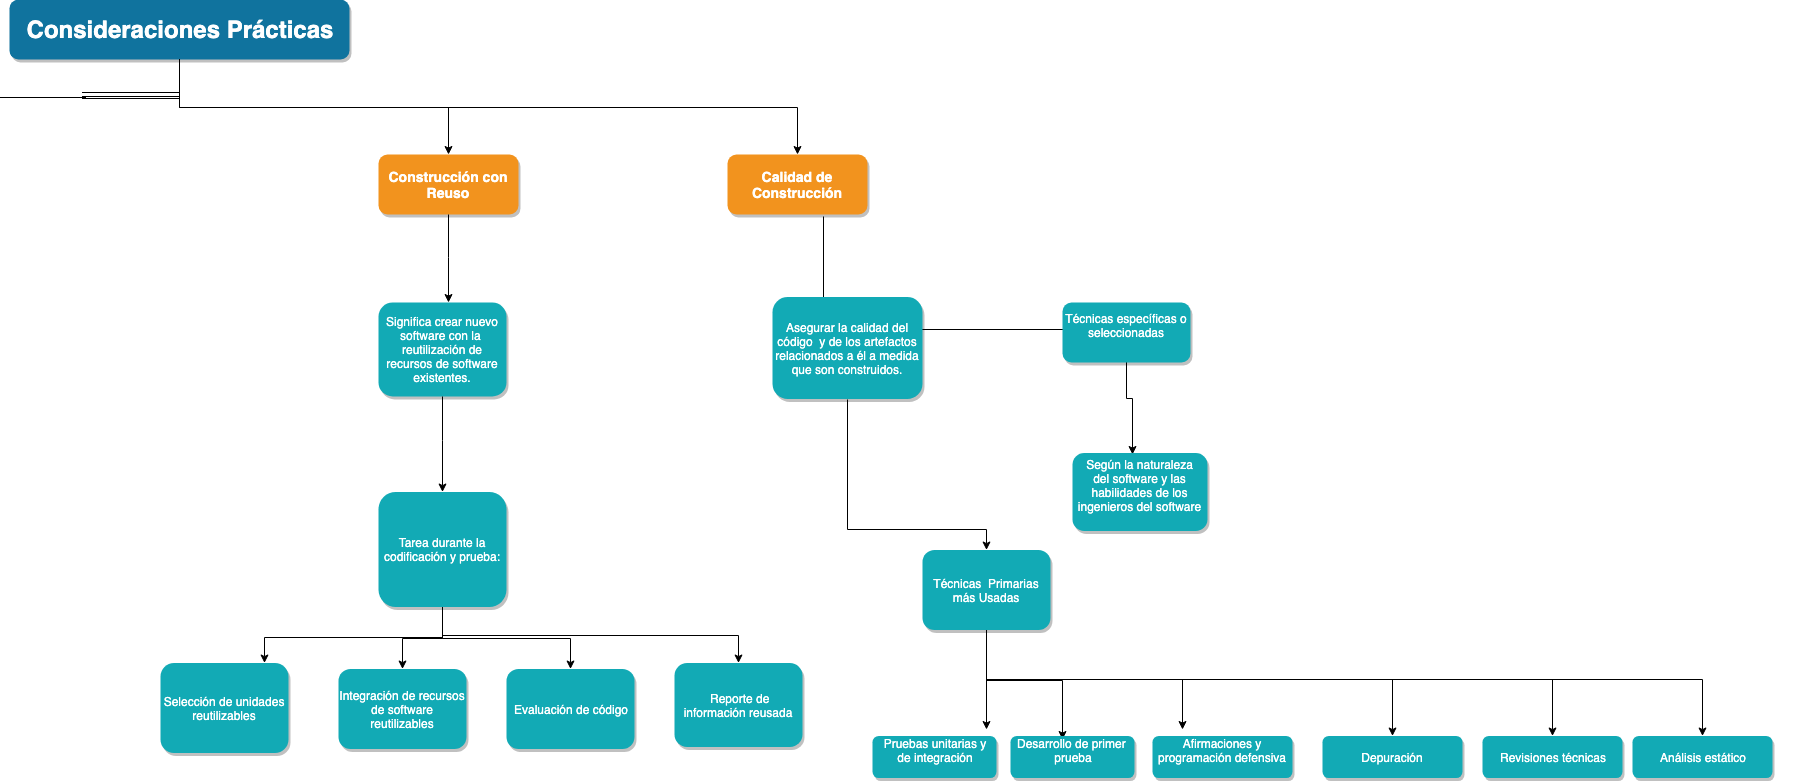 Consideraciones Prácticas
Construcción con
Reuso
Calidad de
Construcción
Significa crear nuevo
software con la
reutilización de
recursos de software
existentes.
Asegurar la calidad del
código y de los artefactos
relacionados a él a medida
que son construidos.
Técnicas específicas o
seleccionadas
Según la naturaleza
del software y las
habilidades de los
ingenieros del software
Tarea durante la
codificación y prueba:
Técnicas Primarias
más Usadas
Selección de unidades
reutilizables
Integración de recursos
de software
reutilizables
Evaluación de código
Reporte de
información reusada
Pruebas unitarias y
de integración
Desarrollo de primer
prueba
Afirmaciones y
programación defensiva
Depuración
Revisiones técnicas
Análisis estático